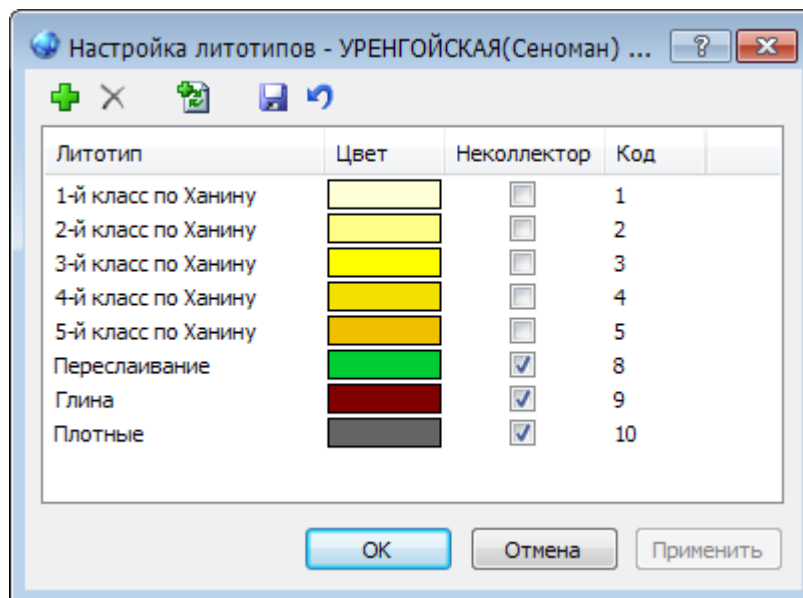 Настройка литотипов - УРЕНГОЙСКАЯ(Сеноман) ...
Литотип Цвет Неколлектор Код
1-й класс по Ханину 1
2-й класс по Ханину 2
3-й класс по Ханину 3
4-й класс по Ханину 4
5-й класс по Ханину 5
Переслаивание 8
Глина 9
Плотные 10
OK Отмена Применить